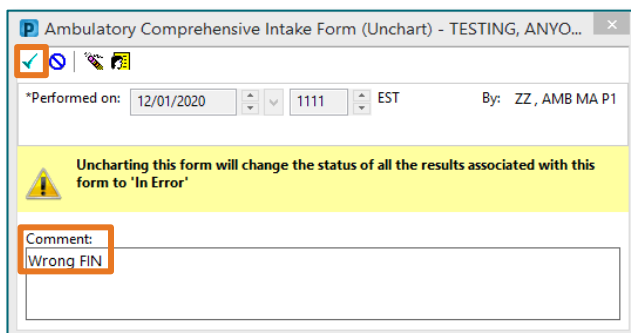 P Ambulatory Comprehensive Intake Form (Unchart) - TESTING, ANYO...
*Performed on: 12/01/2020 1111 EST By: ZZ , AMB MA P1
Uncharting this form will change the status of all the results associated with this
form to 'In Error'
Comment:
Wrong FIN